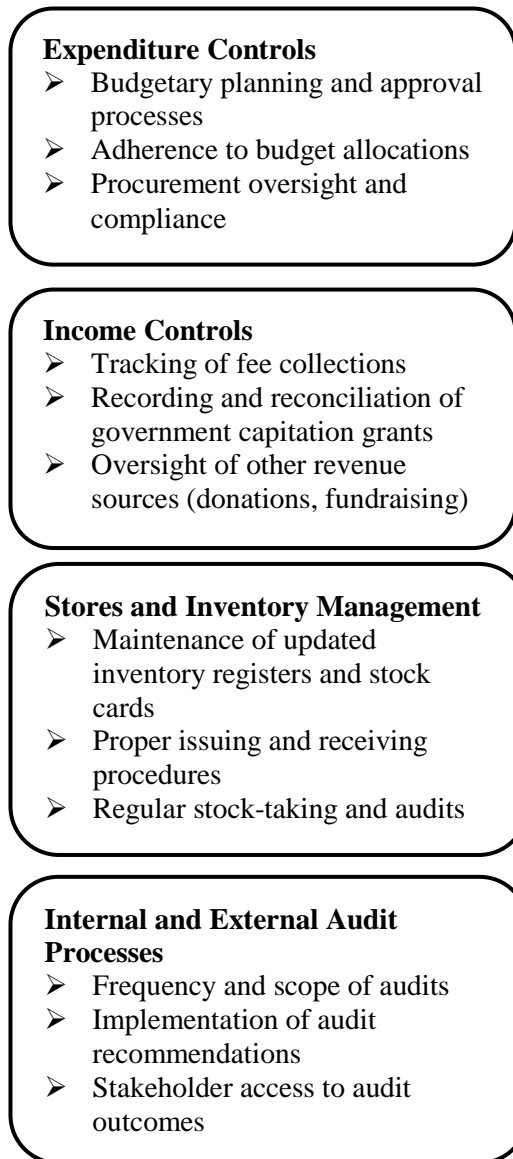 Expenditure Controls
➢ Budgetary planning and approval
processes
➢ Adherence to budget allocations
➢ Procurement oversight and
compliance
Income Controls
➢ Tracking of fee collections
➢ Recording and reconciliation of
government capitation grants
➢ Oversight of other revenue
sources (donations, fundraising)
Stores and Inventory Management
➢ Maintenance of updated
inventory registers and stock
cards
➢ Proper issuing and receiving
procedures
➢ Regular stock-taking and audits
Internal and External Audit
Processes
➢ Frequency and scope of audits
➢ Implementation of audit
recommendations
➢ Stakeholder access to audit
outcomes